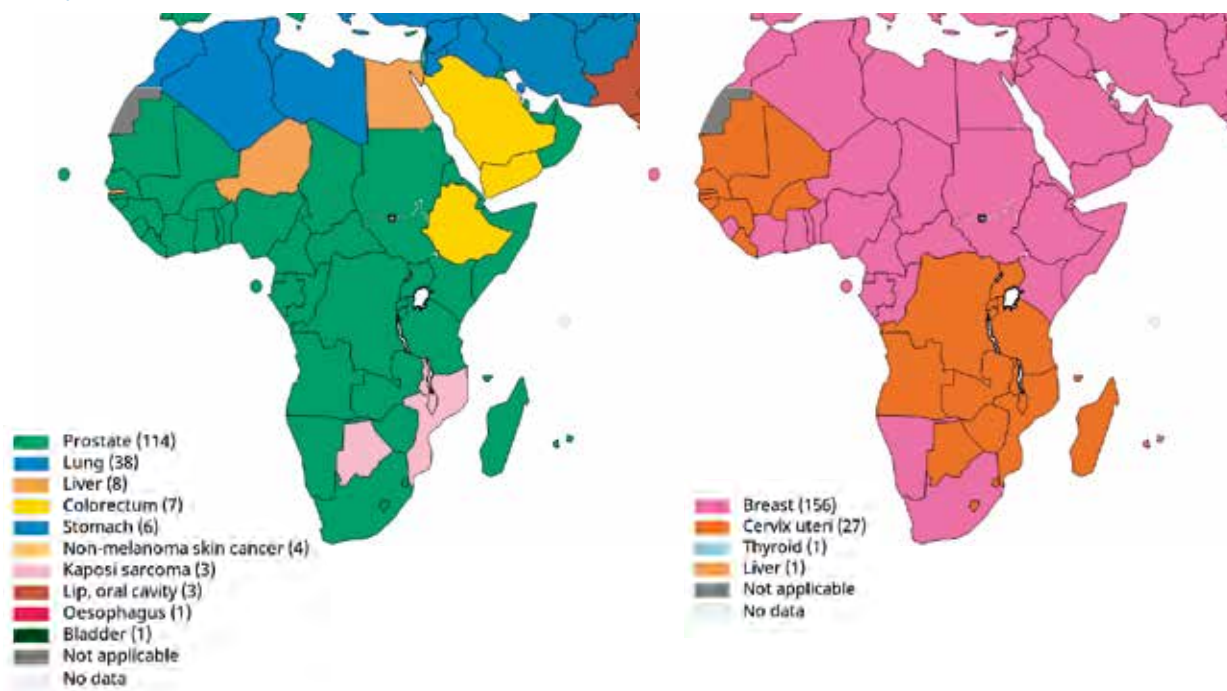 Prostate (114)
Lung (38)
Liver (8)
Colorectum (7)
Stomach (6)
Non-melanoma skin cancer (4)
Kaposi sarcoma (3)
Lip, oral cavity (3)
Oesophagus (1)
Bladder (1)
Not applicable
No data
Breast (156)
Cervix uteri (27)
Thyroid (1)
Liver (1)
Not applicable
No data